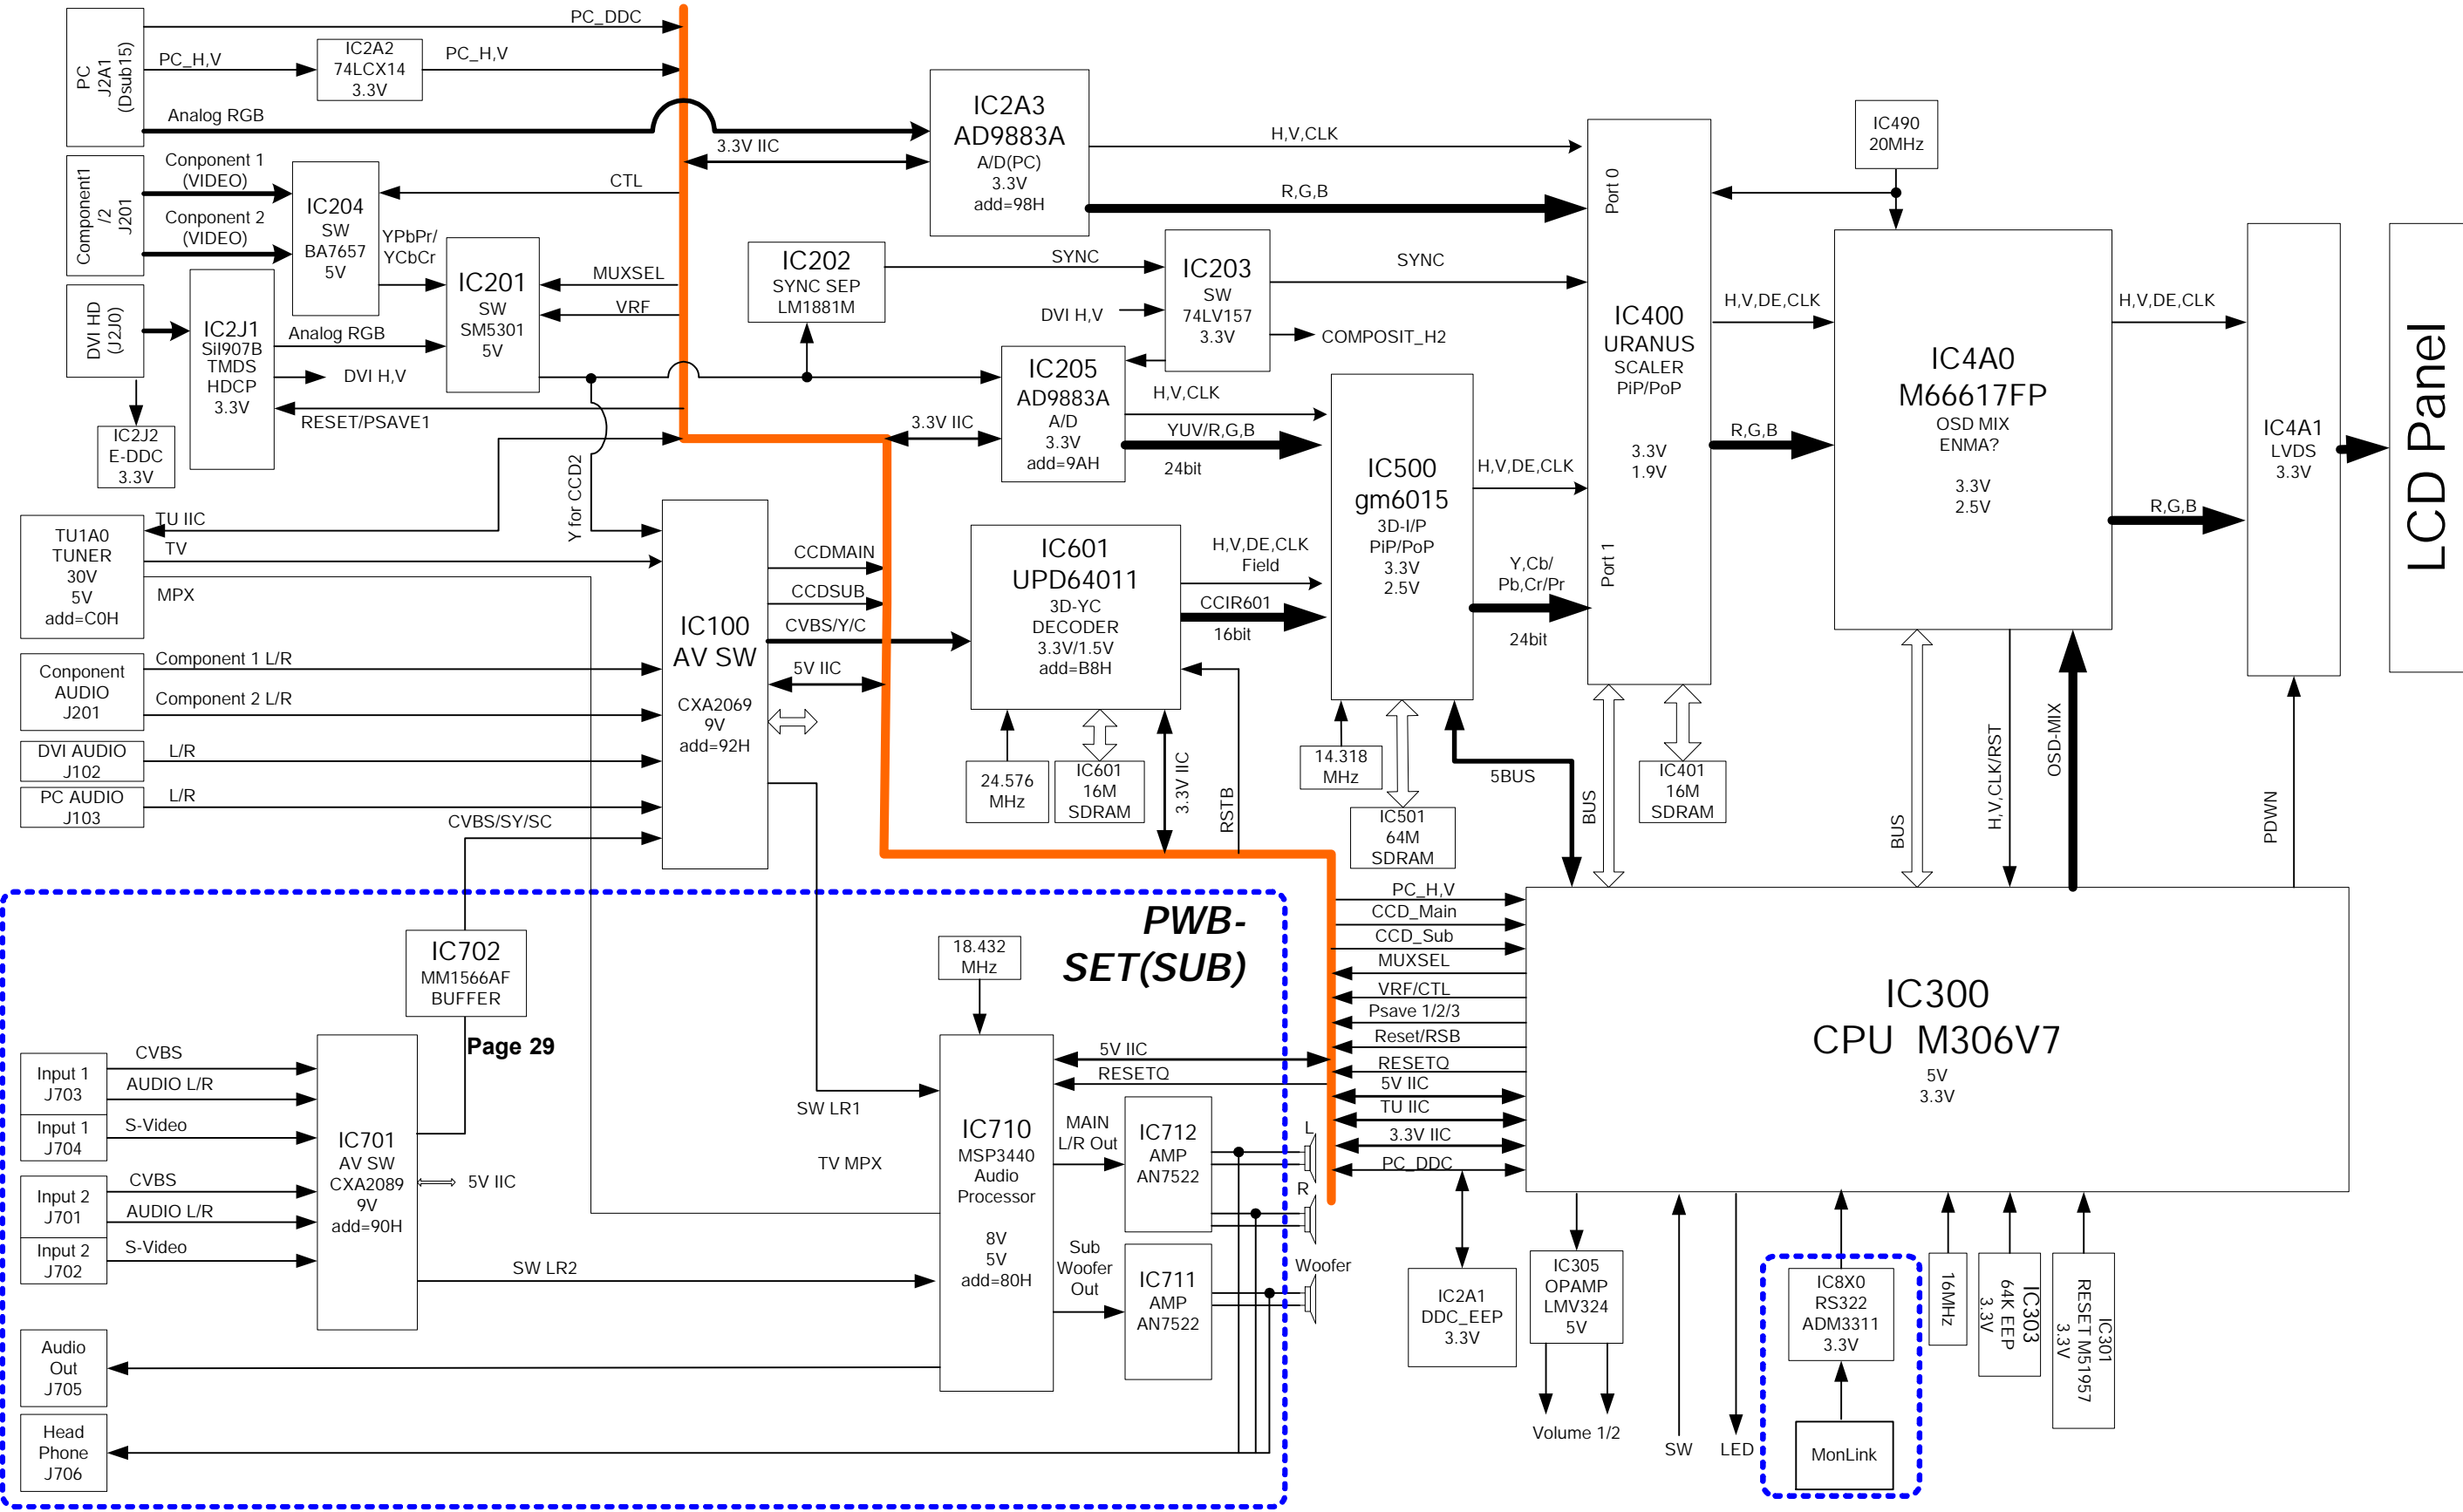 PC
J2A1
(Dsub15)
PC_DDC
PC_H,V
IC2A2
74LCX14
3.3V
PC_H,V
Analog RGB
3.3V IIC
IC2A3
AD9883A
A/D(PC)
3.3V
add=98H
H,V,CLK
R,G,B
Port 0
IC490
20MHz
Component1
/2
J201
Conponent 1
(VIDEO)
Conponent 2
(VIDEO)
IC204
SW
BA7657
5V
CTL
YPbPr/
YCbCr
IC201
SW
SM5301
5V
MUXSEL
VRF
IC202
SYNC SEP
LM1881M
SYNC
IC203
SW
74LV157
3.3V
SYNC
DVI H,V
COMPOSIT_H2
DVI HD
(J2J0)
IC2J1
SiI907B
TMDS
HDCP
3.3V
Analog RGB
DVI H,V
RESET/PSAVE1
IC2J2
E-DDC
3.3V
Y for CCD2
3.3V IIC
IC205
AD9883A
A/D
3.3V
add=9AH
H,V,CLK
YUV/R,G,B
24bit
IC500
gm6015
3D-I/P
PiP/PoP
3.3V
2.5V
H,V,DE,CLK
Y,Cb/
Pb,Cr/Pr
24bit
IC400
URANUS
SCALER
PiP/PoP
3.3V
1.9V
Port 1
H,V,DE,CLK
R,G,B
IC4A0
M66617FP
OSD MIX
ENMA?
3.3V
2.5V
H,V,DE,CLK
R,G,B
IC4A1
LVDS
3.3V
LCD Panel
TU1A0
TUNER
30V
5V
add=C0H
TU IIC
TV
MPX
IC100
AV SW
CXA2069
9V
add=92H
CCDMAIN
CCDSUB
CVBS/Y/C
5V IIC
IC601
UPD64011
3D-YC
DECODER
3.3V/1.5V
add=B8H
H,V,DE,CLK
Field
CCIR601
16bit
Conponent
AUDIO
J201
Component 1 L/R
Component 2 L/R
DVI AUDIO
J102
L/R
PC AUDIO
J103
L/R
CVBS/SY/SC
24.576
MHz
IC601
16M
SDRAM
3.3V IIC
RSTB
14.318
MHz
IC501
64M
SDRAM
5BUS
BUS
IC401
16M
SDRAM
BUS
H,V,CLK/RST
OSD-MIX
PDWN
PWB-
SET(SUB)
IC702
MM1566AF
BUFFER
Page 29
18.432
MHz
Input 1
J703
CVBS
AUDIO L/R
Input 1
J704
S-Video
Input 2
J701
CVBS
AUDIO L/R
Input 2
J702
S-Video
IC701
AV SW
CXA2089
9V
add=90H
5V IIC
SW LR1
TV MPX
SW LR2
IC710
MSP3440
Audio
Processor
8V
5V
add=80H
5V IIC
RESETQ
MAIN
L/R Out
IC712
AMP
AN7522
L
R
Sub
Woofer
Out
IC711
AMP
AN7522
Woofer
Audio
Out
J705
Head
Phone
J706
PC_H,V
CCD_Main
CCD_Sub
MUXSEL
VRF/CTL
Psave 1/2/3
Reset/RSB
RESETQ
5V IIC
TU IIC
3.3V IIC
PC_DDC
IC300
CPU M306V7
5V
3.3V
IC2A1
DDC_EEP
3.3V
IC305
OPAMP
LMV324
5V
Volume 1/2
SW
LED
IC8X0
RS322
ADM3311
3.3V
MonLink
16MHz
IC303
64K EEP
3.3V
IC301
RESET M51957
3.3V